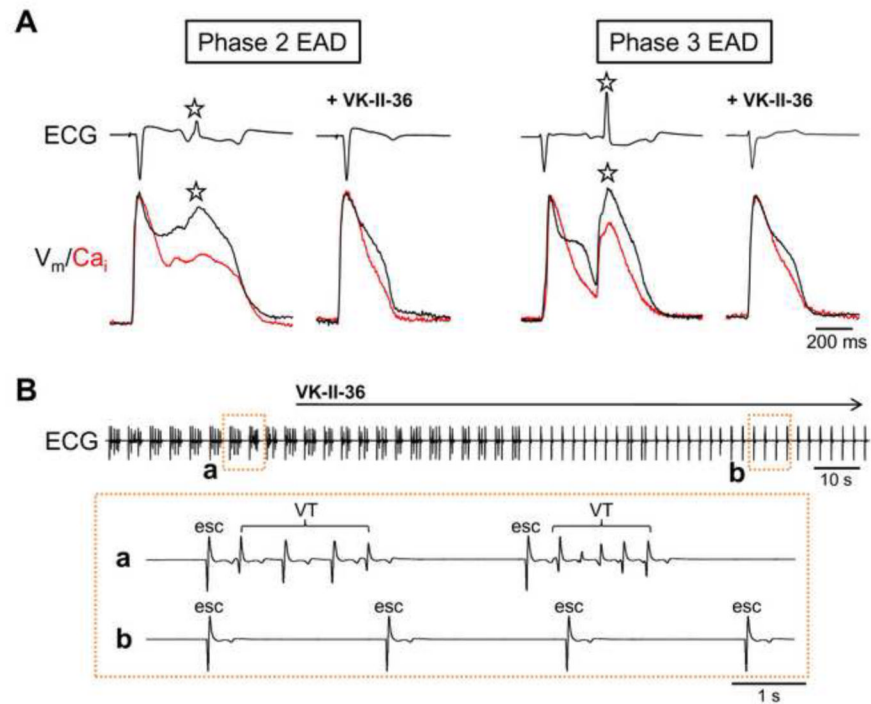 A
Phase 2 EAD
Phase 3 EAD
+ VK-II-36
+ VK-II-36
ECG
Vm/Cai
200 ms
B
VK-II-36
ECG
a
b
10 s
VT
VT
esc
esc
a
esc
esc
esc
esc
b
1 s